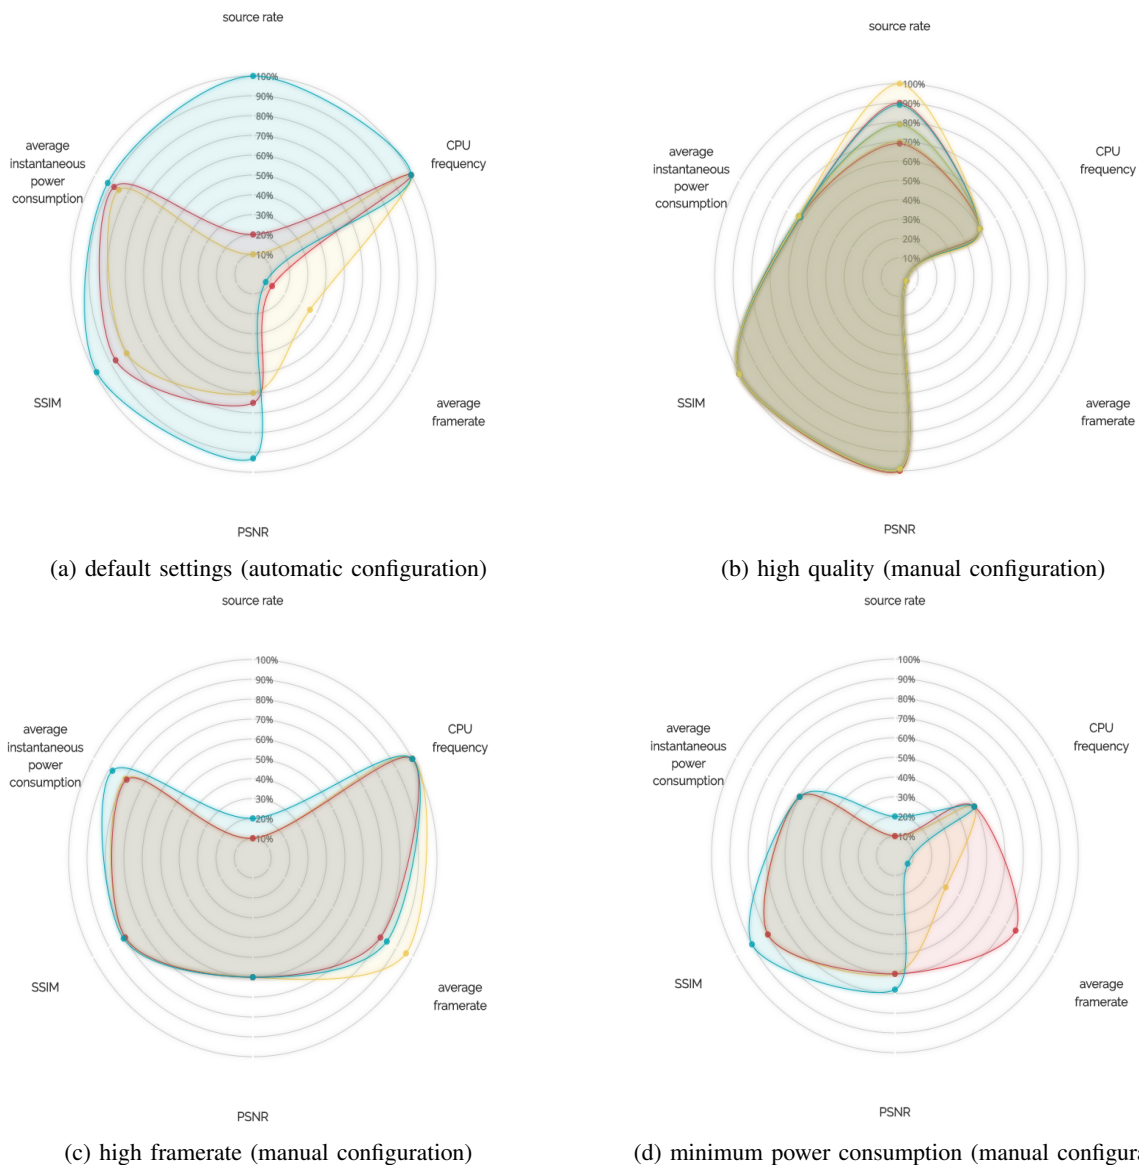 source rate
100%
90%
80%
70%
60%
50%
40%
30%
20%
10%
CPU
frequency
average
instantaneous
power
consumption
SSIM
average
framerate
PSNR
(a) default settings (automatic configuration)
source rate
100%
90%
80%
70%
60%
50%
40%
30%
20%
10%
CPU
frequency
average
instantaneous
power
consumption
SSIM
average
framerate
PSNR
(b) high quality (manual configuration)
source rate
100%
90%
80%
70%
60%
50%
40%
30%
20%
10%
CPU
frequency
average
instantaneous
power
consumption
SSIM
average
framerate
PSNR
(c) high framerate (manual configuration)
source rate
100%
90%
80%
70%
60%
50%
40%
30%
20%
10%
CPU
frequency
average
instantaneous
power
consumption
SSIM
average
framerate
PSNR
(d) minimum power consumption (manual configura